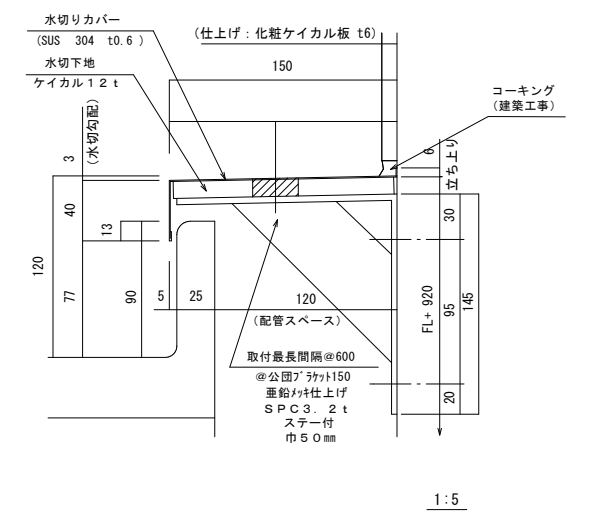 水切りカバー
(SUS 304 t0.6 )
水切下地
ケイカル１２ｔ
(仕上げ：化粧ケイカル板 t6)
150
コーキング
(建築工事)
3
(水切勾配)
6
立ち上り
40
13
120
77
90
5
25
120
(配管スペース)
30
FL+ 920
95
145
20
取付最長間隔@600
@公団ﾌﾞﾗｹｯﾄ150
亜鉛ﾒｯｷ仕上げ
ＳＰＣ３．２ｔ
ステー付
巾５０㎜
1:5